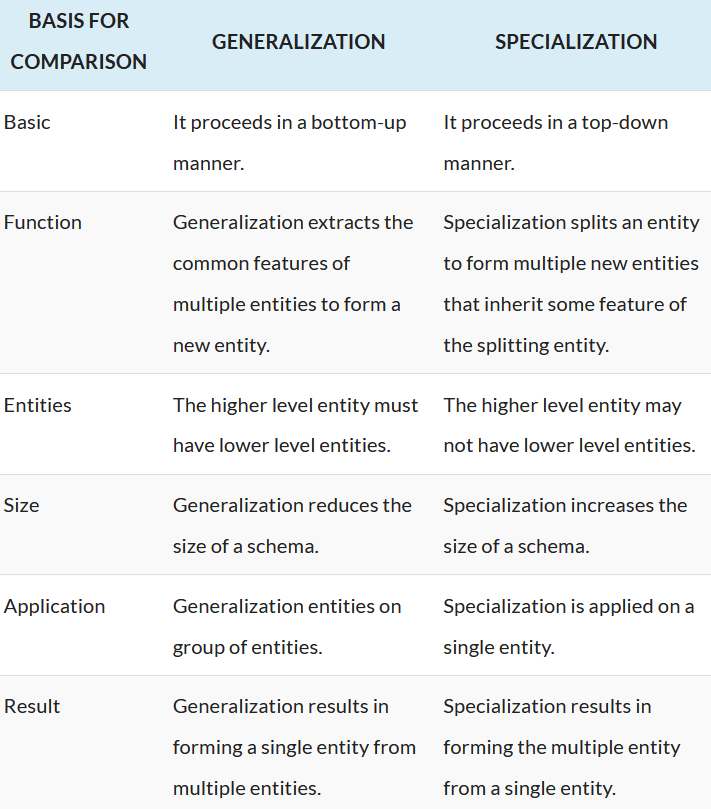 BASIS FOR
COMPARISON
GENERALIZATION
SPECIALIZATION
Basic
It proceeds in a bottom-up
manner.
It proceeds in a top-down
manner.
Function
Generalization extracts the
common features of
multiple entities to form a
new entity.
Specialization splits an entity
to form multiple new entities
that inherit some feature of
the splitting entity.
Entities
The higher level entity must
have lower level entities.
The higher level entity may
not have lower level entities.
Size
Generalization reduces the
size of a schema.
Specialization increases the
size of a schema.
Application
Generalization entities on
group of entities.
Specialization is applied on a
single entity.
Result
Generalization results in
forming a single entity from
multiple entities.
Specialization results in
forming the multiple entity
from a single entity.